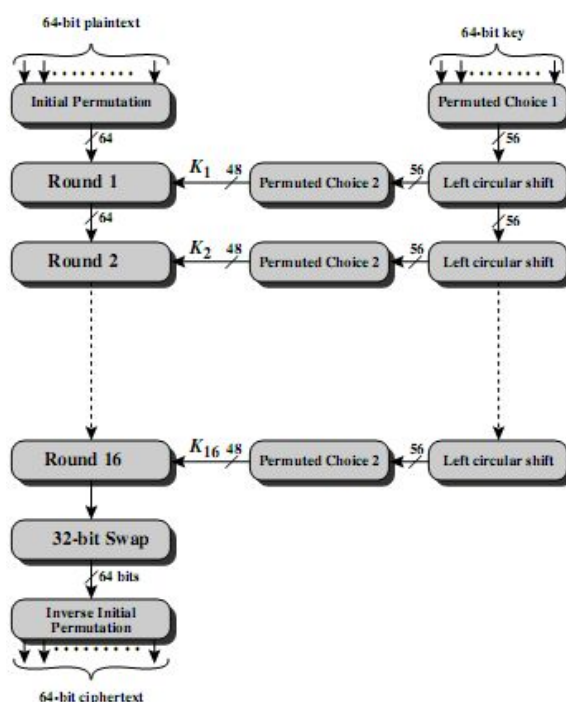 64-bit plaintext
64-bit key
Initial Permutation
Permuted Choice 1
64
56
Round 1
K1
48
Permuted Choice 2
56
Left circular shift
64
56
Round 2
K2
48
Permuted Choice 2
56
Left circular shift
Round 16
K16
48
Permuted Choice 2
56
Left circular shift
32-bit Swap
64 bits
Inverse Initial
Permutation
64-bit ciphertext